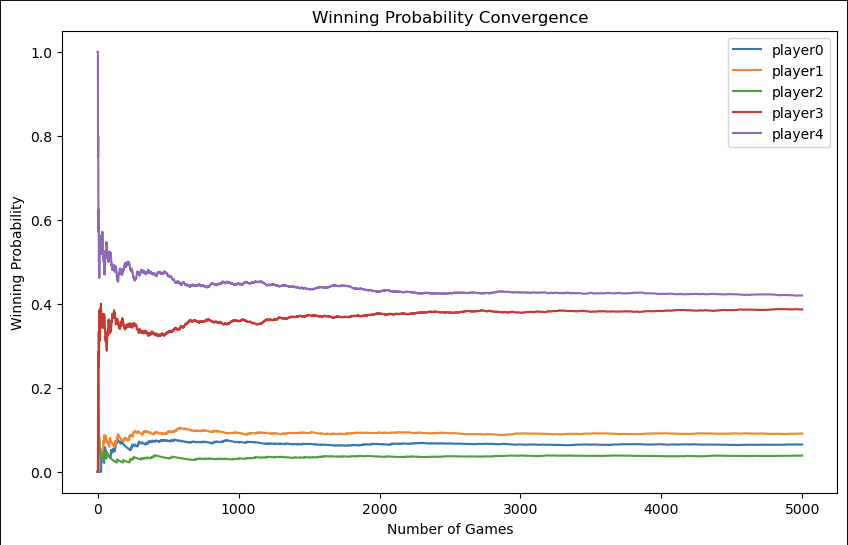 Winning Probability Convergence
player0
player1
player2
player3
player4
Winning Probability
1.0
0.8
0.6
0.4
0.2
0.0
0 1000 2000 3000 4000 5000
Number of Games